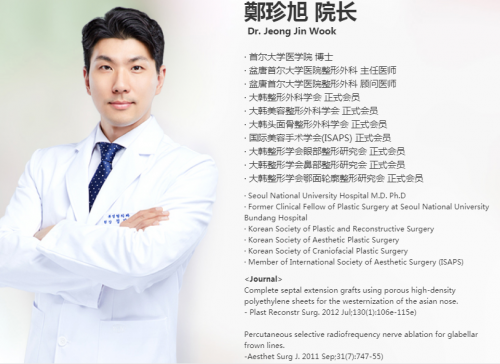 鄭珍旭 院长
Dr. Jeong Jin Wook
· 首尔大学医学院 博士
· 盆唐首尔大学医院整形外科 主任医师
· 盆唐首尔大学医院整形外科 顾问医师
· 大韩整形外科学会 正式会员
· 大韩美容整形外科学会 正式会员
· 大韩头面骨整形外科学会 正式会员
· 国际美容手术学会(ISAPS) 正式会员
· 大韩整形学会眼部整形研究会 正式会员
· 大韩整形学会鼻部整形研究会 正式会员
· 大韩整形学会鄂面轮廓整形研究会 正式会员
· Seoul National University Hospital M.D. Ph.D
· Former Clinical Fellow of Plastic Surgery at Seoul National University
Bundang Hospital
· Korean Society of Plastic and Reconstructive Surgery
· Korean Society of Aesthetic Plastic Surgery
· Korean Society of Craniofacial Plastic Surgery
· Member of International Society of Aesthetic Surgery (ISAPS)
<Journal>
Complete septal extension grafts using porous high-density
polyethylene sheets for the westernization of the asian nose.
- Plast Reconstr Surg. 2012 Jul;130(1):106e-115e)
Percutaneous selective radiofrequency nerve ablation for glabellar
frown lines.
-Aesthet Surg J. 2011 Sep;31(7):747-55)